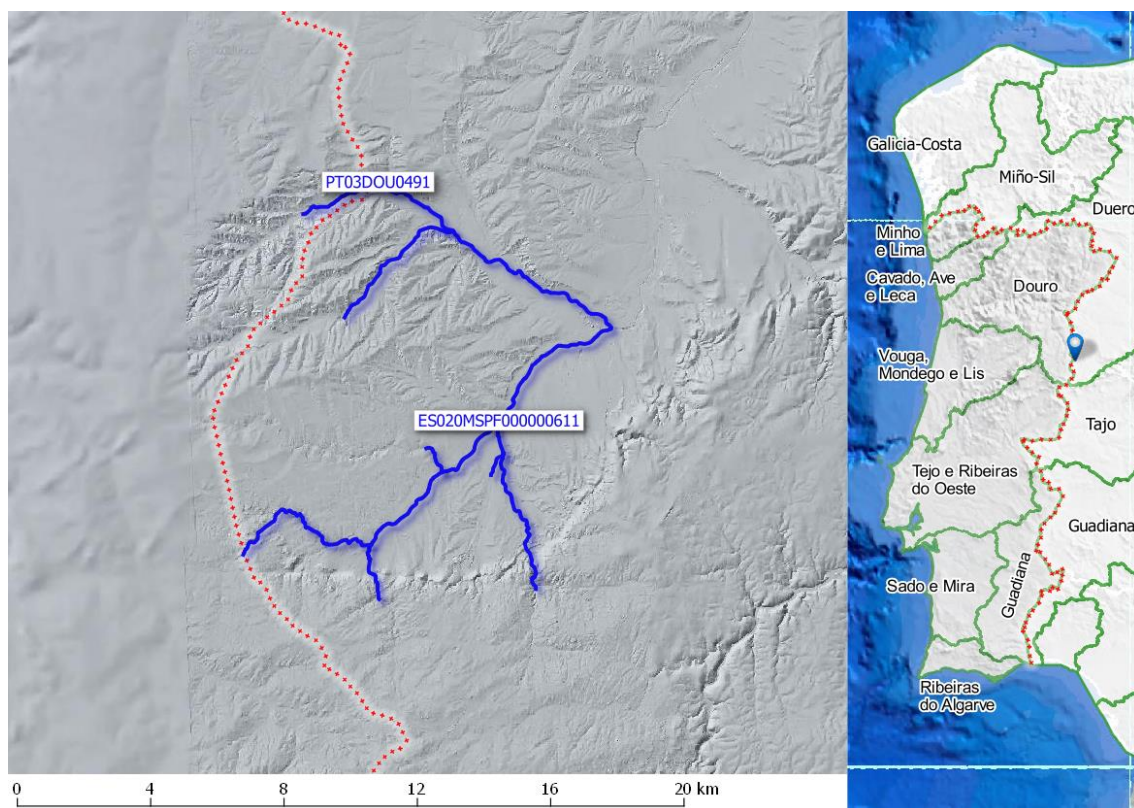 PT03DOU0491
ES020MSPF000000611
0 4 8 12 16 20 km
Galicia-Costa
Miño-Sil
Duero
Minho
e Lima
Cavado, Ave
e Leca
Douro
Vouga,
Mondego e Lis
Tajo
Tejo e Ribeiras
do Oeste
Guadiana
Guadiana
Sado e Mira
Ribeiras
do Algarve